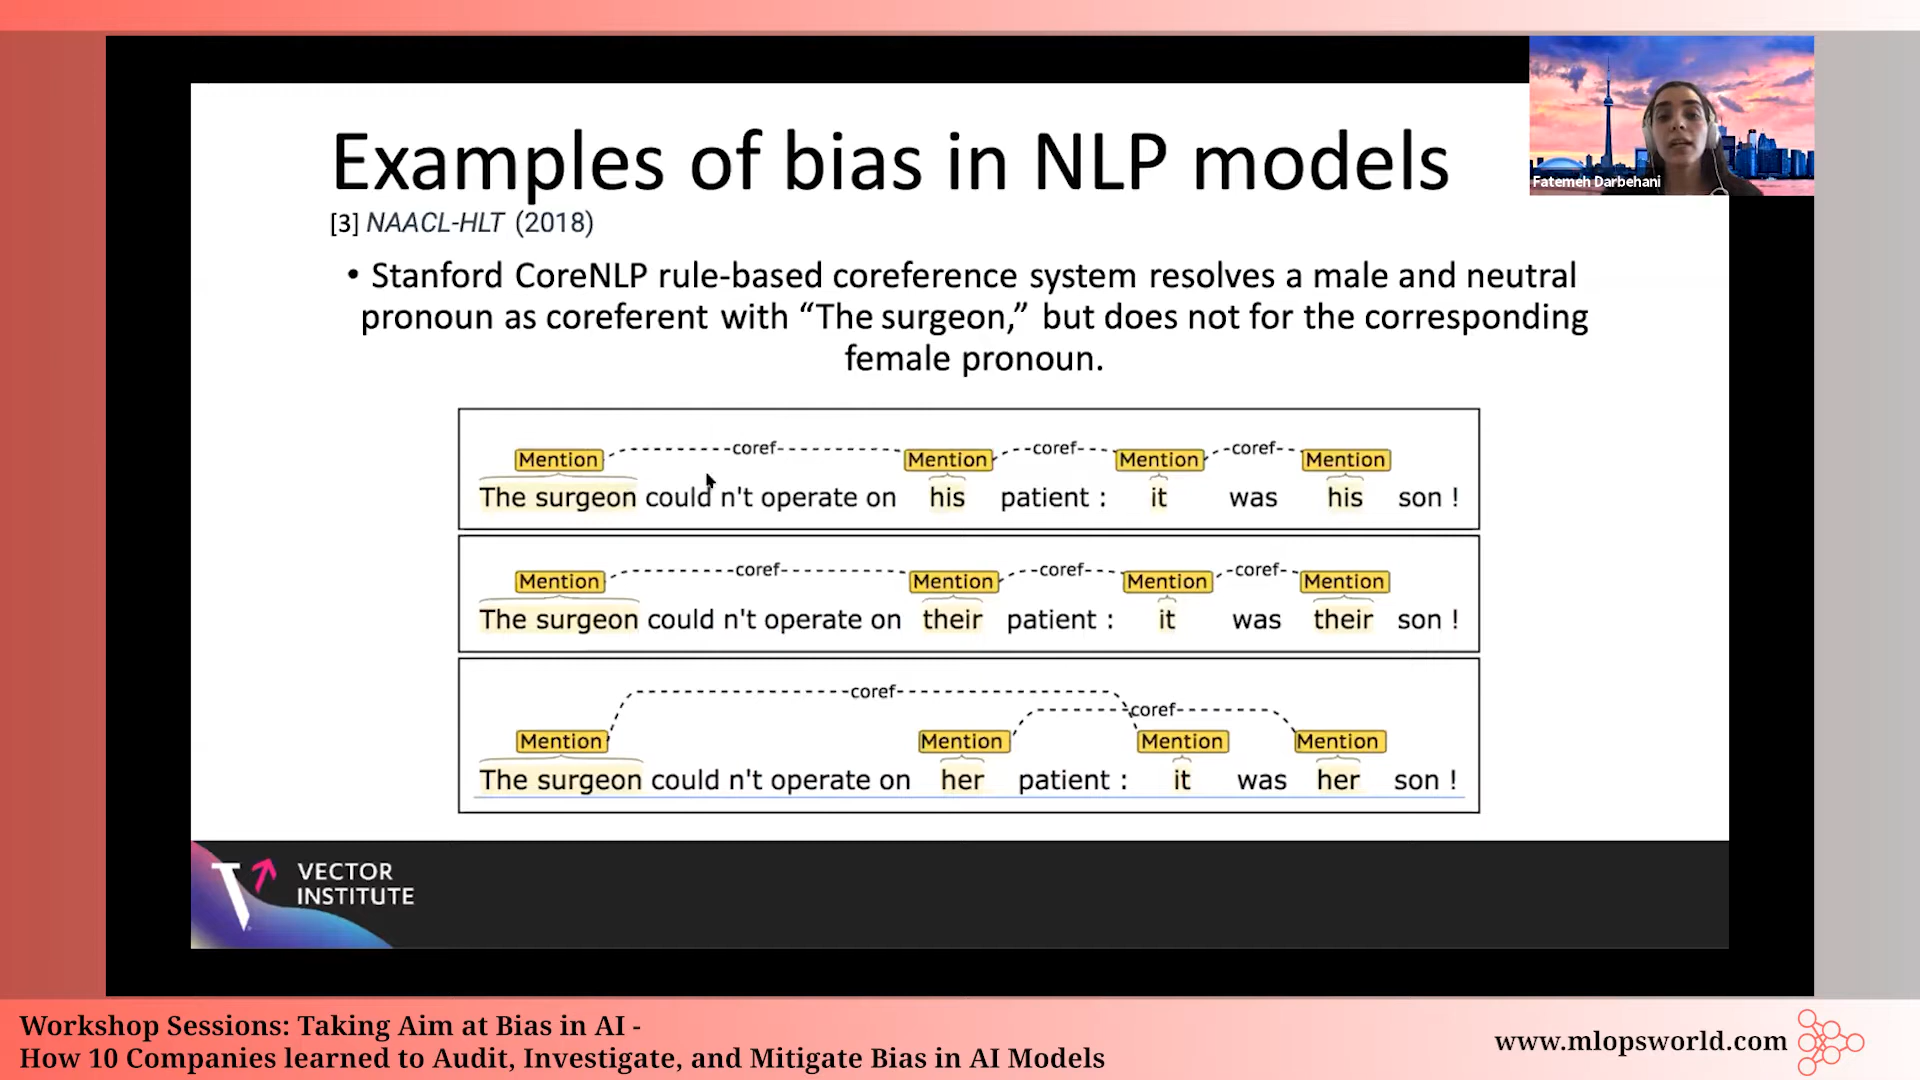 Examples of bias in NLP models
[3] NAACL-HLT (2018)
Fatemeh Darbehani
• Stanford CoreNLP rule-based coreference system resolves a male and neutral
pronoun as coreferent with “The surgeon,” but does not for the corresponding
female pronoun.
coref coref coref
Mention Mention Mention Mention
The surgeon could n't operate on his patient : it was his son !
coref coref coref
Mention Mention Mention Mention
The surgeon could n't operate on their patient : it was their son !
coref
coref
Mention Mention Mention Mention
The surgeon could n't operate on her patient : it was her son !
VECTOR
INSTITUTE
Workshop Sessions: Taking Aim at Bias in AI -
How 10 Companies learned to Audit, Investigate, and Mitigate Bias in AI Models
www.mlopsworld.com